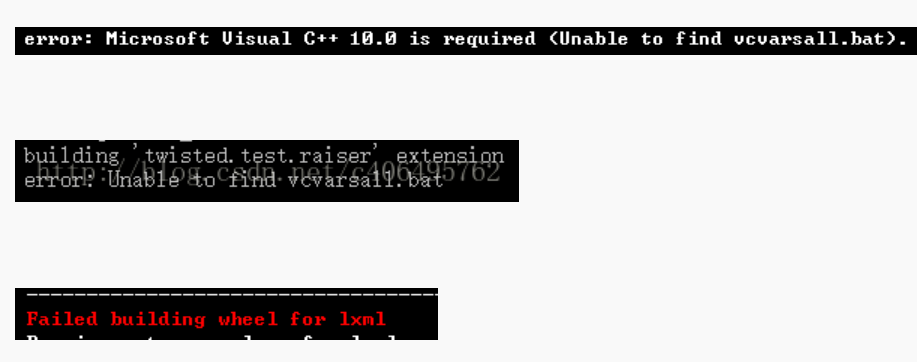 error: Microsoft Visual C++ 10.0 is required (Unable to find vcvarsall.bat).
building 'twisted.test.raiser' extension
http://blog.csdn.net/c406495762
error: Unable to find vcvarsall.bat
Failed building wheel for lxml